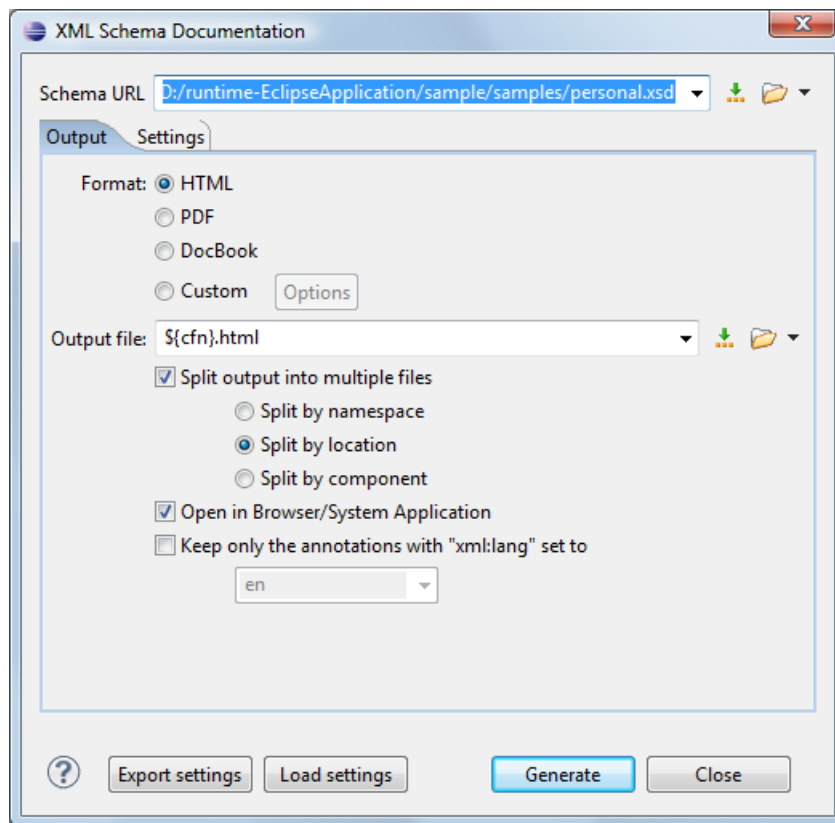 XML Schema Documentation
Schema URL D:/runtime-EclipseApplication/sample/samples/personal.xsd
Output Settings
Format: HTML
PDF
DocBook
Custom Options
Output file: ${cfn}.html
Split output into multiple files
Split by namespace
Split by location
Split by component
Open in Browser/System Application
Keep only the annotations with "xml:lang" set to
en
? Export settings Load settings Generate Close